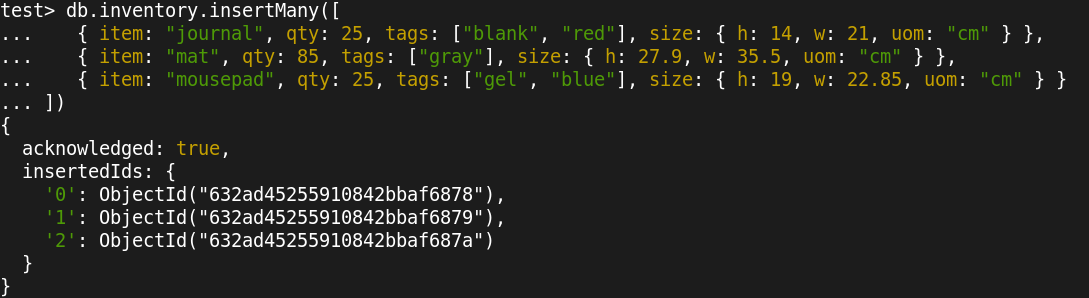 test> db.inventory.insertMany([
...    { item: "journal", qty: 25, tags: ["blank", "red"], size: { h: 14, w: 21, uom: "cm" } },
...    { item: "mat", qty: 85, tags: ["gray"], size: { h: 27.9, w: 35.5, uom: "cm" } },
...    { item: "mousepad", qty: 25, tags: ["gel", "blue"], size: { h: 19, w: 22.85, uom: "cm" } }
... ])
{
  acknowledged: true,
  insertedIds: {
    '0': ObjectId("632ad45255910842bbaf6878"),
    '1': ObjectId("632ad45255910842bbaf6879"),
    '2': ObjectId("632ad45255910842bbaf687a")
  }
}